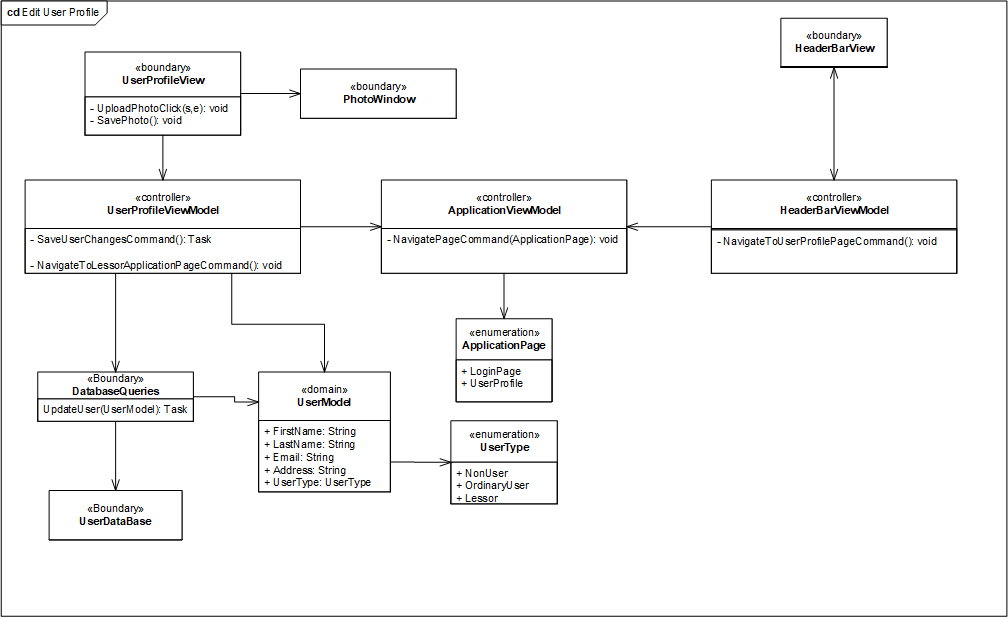 cd Edit User Profile
«boundary»
UserProfileView
- UploadPhotoClick(s,e): void
- SavePhoto(): void
«boundary»
PhotoWindow
«boundary»
HeaderBarView
«controller»
UserProfileViewModel
- SaveUserChangesCommand(): Task
- NavigateToLessorApplicationPageCommand(): void
«controller»
ApplicationViewModel
- NavigatePageCommand(ApplicationPage): void
«controller»
HeaderBarViewModel
- NavigateToUserProfilePageCommand(): void
«enumeration»
ApplicationPage
+ LoginPage
+ UserProfile
«Boundary»
DatabaseQueries
UpdateUser(UserModel): Task
«domain»
UserModel
+ FirstName: String
+ LastName: String
+ Email: String
+ Address: String
+ UserType: UserType
«enumeration»
UserType
+ NonUser
+ OrdinaryUser
+ Lessor
«Boundary»
UserDataBase